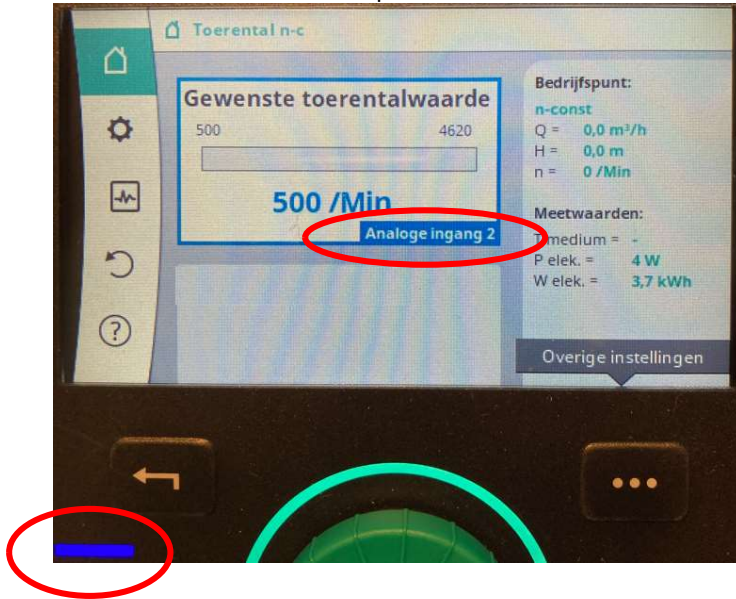 Toerental n-c
Gewenste toerentalwaarde
500 4620
500 /Min
Analoge ingang 2
Bedrijfspunt:
n-const
Q = 0,0 m³/h
H = 0,0 m
n = 0 /Min
Meetwaarden:
T medium = -
P elek. = 4 W
W elek. = 3,7 kWh
Overige instellingen
?